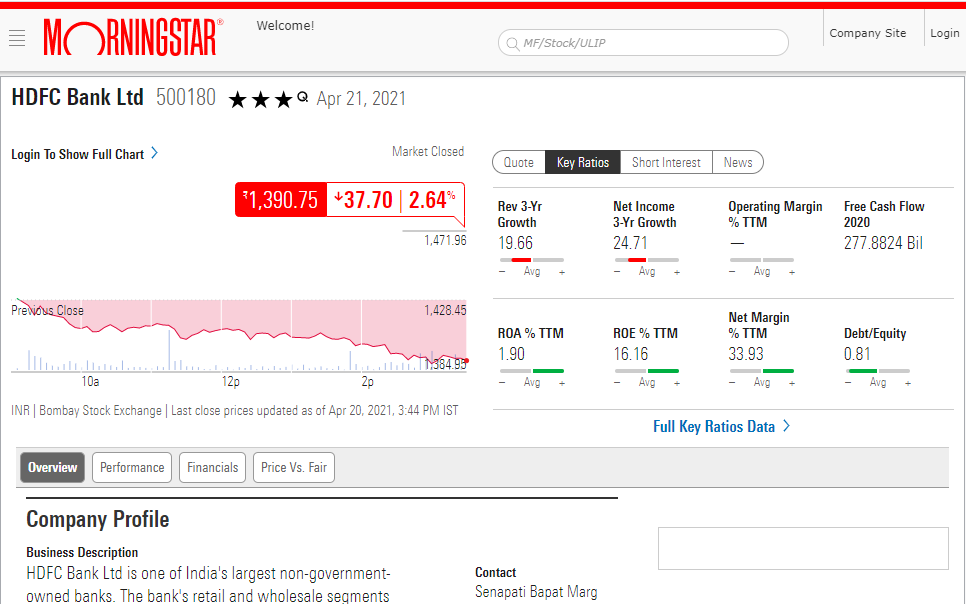 MORNINGSTAR®
Welcome!
MF/Stock/ULIP
Company Site
Login
HDFC Bank Ltd 500180 ★★★Q Apr 21, 2021
Login To Show Full Chart
Market Closed
₹1,390.75 37.70 | 2.64%
1,471.96
Previous Close
1,428.45
1,384.95
10a 12p 2p
INR | Bombay Stock Exchange | Last close prices updated as of Apr 20, 2021, 3:44 PM IST
Quote Key Ratios Short Interest News
Rev 3-Yr
Growth
19.66
– Avg +
Net Income
3-Yr Growth
24.71
– Avg +
Operating Margin
% TTM
—
– Avg +
Free Cash Flow
2020
277.8824 Bil
ROA % TTM
1.90
– Avg +
ROE % TTM
16.16
– Avg +
Net Margin
% TTM
33.93
– Avg +
Debt/Equity
0.81
– Avg +
Full Key Ratios Data
Overview Performance Financials Price Vs. Fair
Company Profile
Business Description
HDFC Bank Ltd is one of India's largest non-government-
owned banks. The bank's retail and wholesale segments
Contact
Senapati Bapat Marg